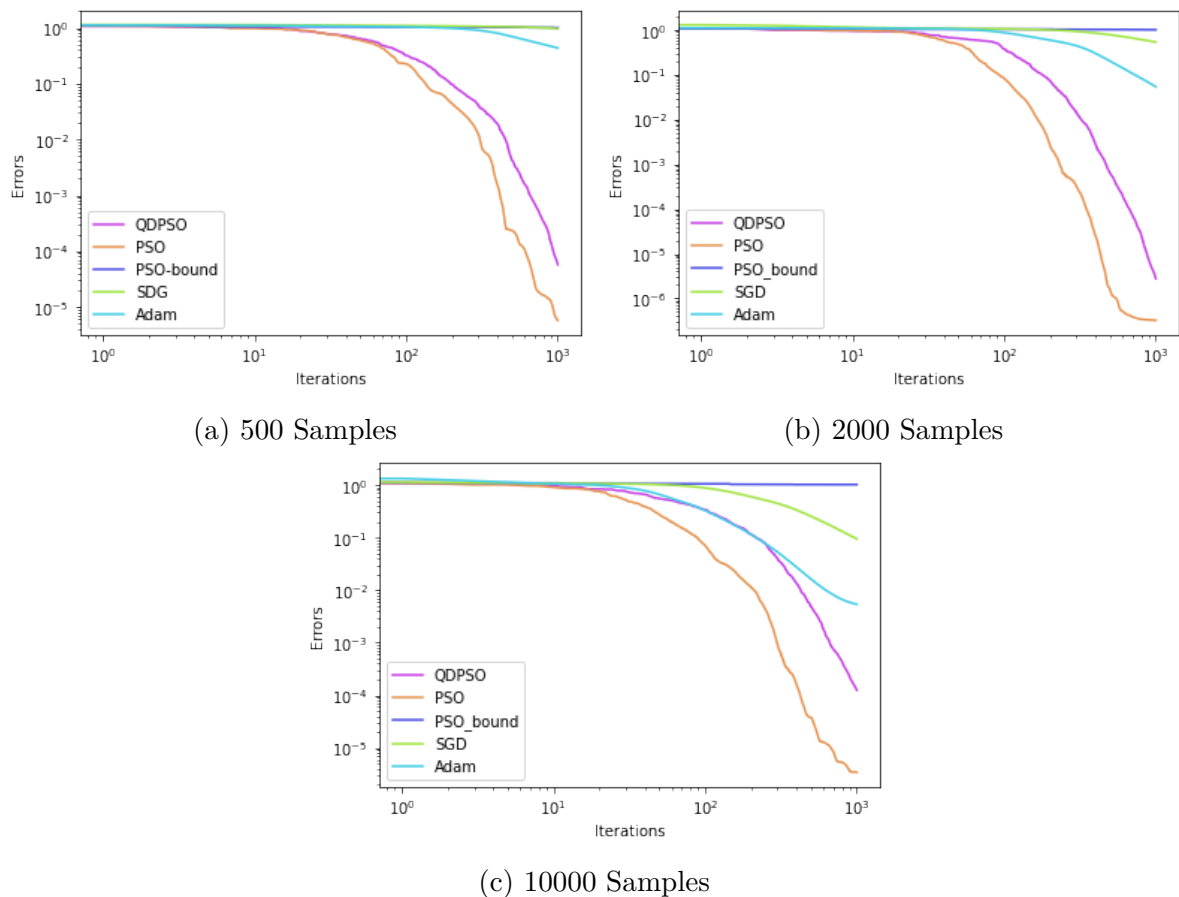 10^0
10^-1
10^-2
10^-3
10^-4
10^-5
Errors
QDPSO
PSO
PSO-bound
SDG
Adam
10^0 10^1 10^2 10^3
Iterations
(a) 500 Samples
10^0
10^-1
10^-2
10^-3
10^-4
10^-5
10^-6
Errors
QDPSO
PSO
PSO_bound
SGD
Adam
10^0 10^1 10^2 10^3
Iterations
(b) 2000 Samples
10^0
10^-1
10^-2
10^-3
10^-4
10^-5
Errors
QDPSO
PSO
PSO_bound
SGD
Adam
10^0 10^1 10^2 10^3
Iterations
(c) 10000 Samples